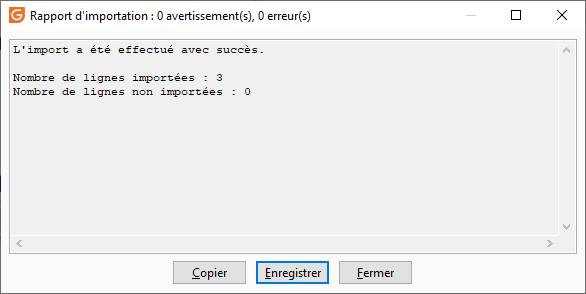 Rapport d'importation : 0 avertissement(s), 0 erreur(s)
L'import a été effectué avec succès.
Nombre de lignes importées : 3
Nombre de lignes non importées : 0
Copier
Enregistrer
Fermer